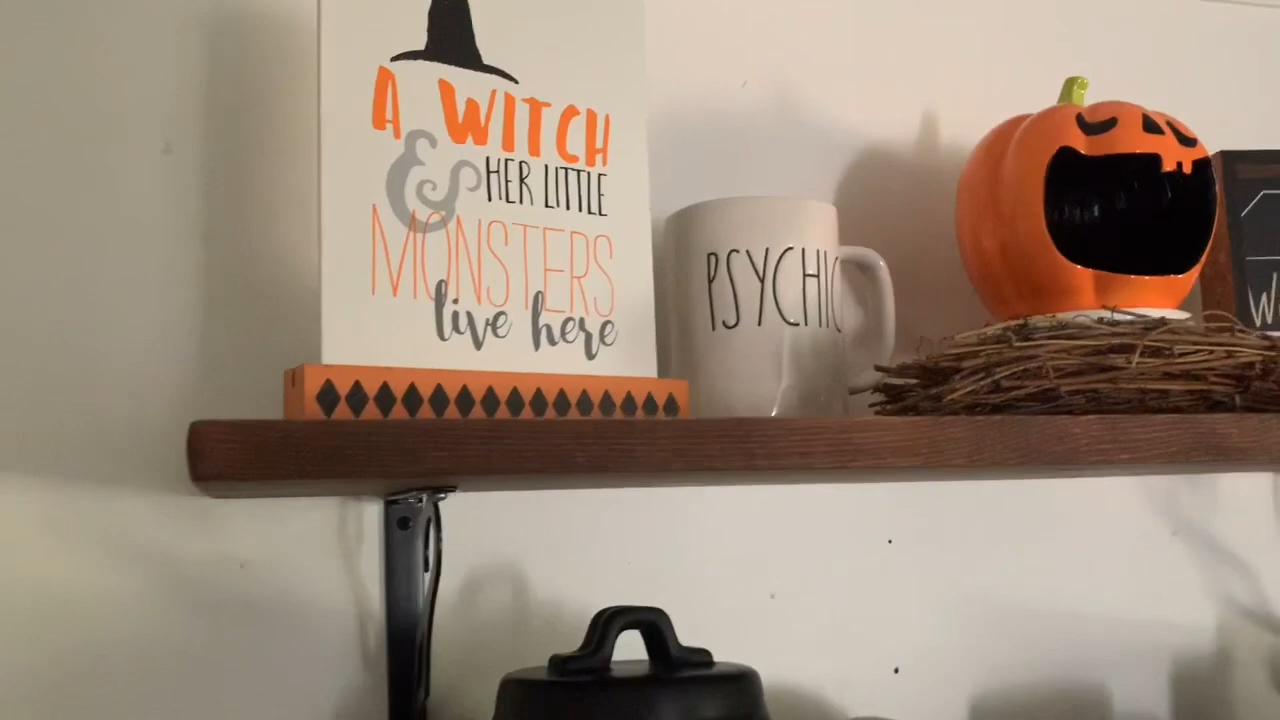 A WITCH
& HER LITTLE
MONSTERS
live here
PSYCHIC